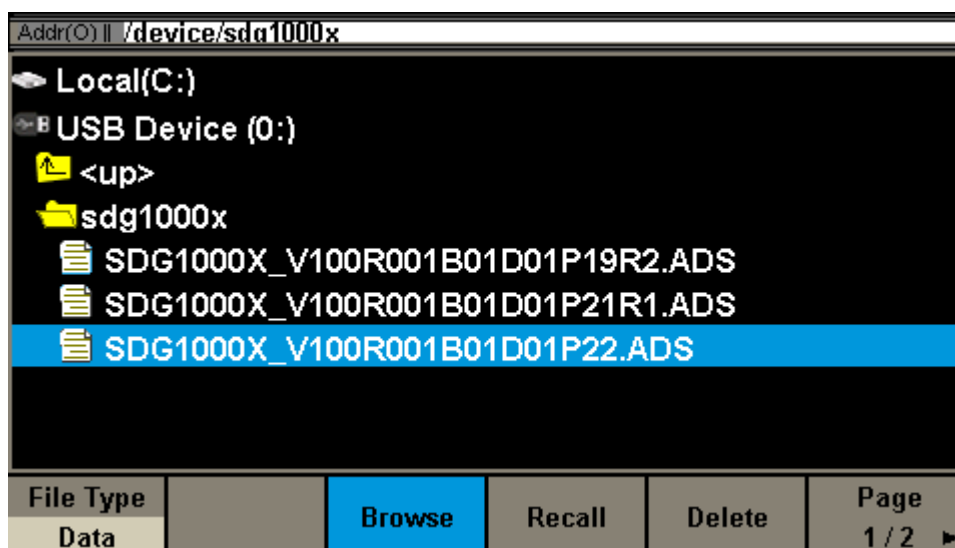 Addr(O) || /device/sdg1000x
Local(C:)
USB Device (0:)
<up>
sdg1000x
SDG1000X_V100R001B01D01P19R2.ADS
SDG1000X_V100R001B01D01P21R1.ADS
SDG1000X_V100R001B01D01P22.ADS
File Type
Data
Browse
Recall
Delete
Page
1/2